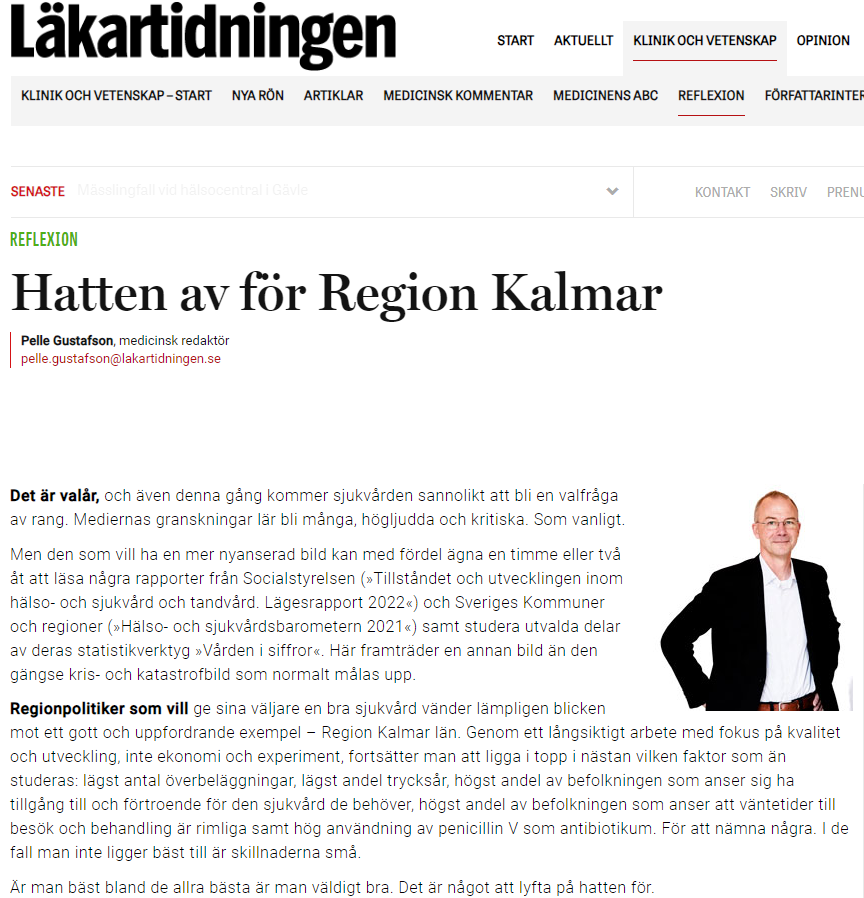 Läkartidningen
START AKTUELLT KLINIK OCH VETENSKAP OPINION
KLINIK OCH VETENSKAP – START NYA RÖN ARTIKLAR MEDICINSK KOMMENTAR MEDICINENS ABC REFLEXION FÖRFATTARINTER
SENASTE Mässlingfall vid hälsocentral i Gävle KONTAKT SKRIV PRENU
REFLEXION
Hatten av för Region Kalmar
Pelle Gustafson, medicinsk redaktör
pelle.gustafson@lakartidningen.se
Det är valår, och även denna gång kommer sjukvården sannolikt att bli en valfråga
av rang. Mediernas granskningar lär bli många, högljudda och kritiska. Som vanligt.
Men den som vill ha en mer nyanserad bild kan med fördel ägna en timme eller två
åt att läsa några rapporter från Socialstyrelsen (»Tillståndet och utvecklingen inom
hälso- och sjukvård och tandvård. Lägesrapport 2022«) och Sveriges Kommuner
och regioner (»Hälso- och sjukvårdsbarometern 2021«) samt studera utvalda delar
av deras statistikverktyg »Vården i siffror«. Här framträder en annan bild än den
gängse kris- och katastrofbild som normalt målas upp.
Regionpolitiker som vill ge sina väljare en bra sjukvård vänder lämpligen blicken
mot ett gott och uppfordrande exempel – Region Kalmar län. Genom ett långsiktigt arbete med fokus på kvalitet
och utveckling, inte ekonomi och experiment, fortsätter man att ligga i topp i nästan vilken faktor som än
studeras: lägst antal överbeläggningar, lägst andel trycksår, högst andel av befolkningen som anser sig ha
tillgång till och förtroende för den sjukvård de behöver, högst andel av befolkningen som anser att väntetider till
besök och behandling är rimliga samt hög användning av penicillin V som antibiotikum. För att nämna några. I de
fall man inte ligger bäst till är skillnaderna små.
Är man bäst bland de allra bästa är man väldigt bra. Det är något att lyfta på hatten för.